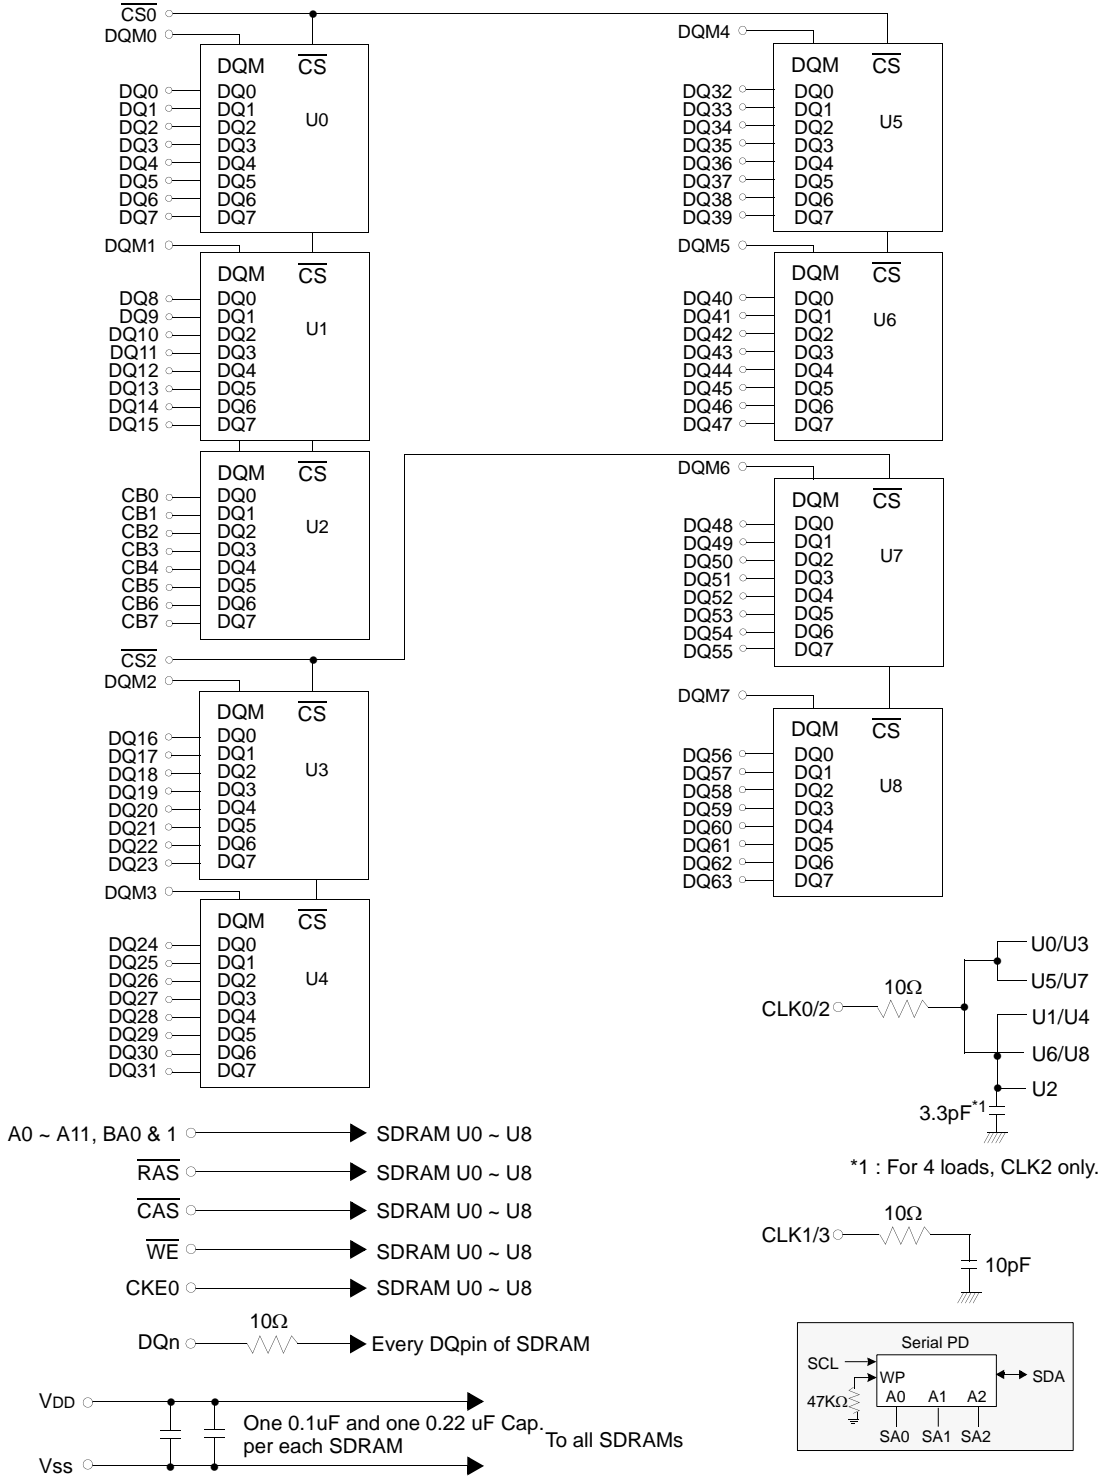 CS0
DQM0
DQM CS
DQ0 DQ0
DQ1 DQ1
DQ2 DQ2
DQ3 DQ3
DQ4 DQ4
DQ5 DQ5
DQ6 DQ6
DQ7 DQ7
U0
DQM1
DQM CS
DQ8 DQ0
DQ9 DQ1
DQ10 DQ2
DQ11 DQ3
DQ12 DQ4
DQ13 DQ5
DQ14 DQ6
DQ15 DQ7
U1
DQM CS
CB0 DQ0
CB1 DQ1
CB2 DQ2
CB3 DQ3
CB4 DQ4
CB5 DQ5
CB6 DQ6
CB7 DQ7
U2
CS2
DQM2
DQM CS
DQ16 DQ0
DQ17 DQ1
DQ18 DQ2
DQ19 DQ3
DQ20 DQ4
DQ21 DQ5
DQ22 DQ6
DQ23 DQ7
U3
DQM3
DQM CS
DQ24 DQ0
DQ25 DQ1
DQ26 DQ2
DQ27 DQ3
DQ28 DQ4
DQ29 DQ5
DQ30 DQ6
DQ31 DQ7
U4
DQM4
DQM CS
DQ32 DQ0
DQ33 DQ1
DQ34 DQ2
DQ35 DQ3
DQ36 DQ4
DQ37 DQ5
DQ38 DQ6
DQ39 DQ7
U5
DQM5
DQM CS
DQ40 DQ0
DQ41 DQ1
DQ42 DQ2
DQ43 DQ3
DQ44 DQ4
DQ45 DQ5
DQ46 DQ6
DQ47 DQ7
U6
DQM6
DQM CS
DQ48 DQ0
DQ49 DQ1
DQ50 DQ2
DQ51 DQ3
DQ52 DQ4
DQ53 DQ5
DQ54 DQ6
DQ55 DQ7
U7
DQM7
DQM CS
DQ56 DQ0
DQ57 DQ1
DQ58 DQ2
DQ59 DQ3
DQ60 DQ4
DQ61 DQ5
DQ62 DQ6
DQ63 DQ7
U8
A0 ~ A11, BA0 & 1 SDRAM U0 ~ U8
RAS SDRAM U0 ~ U8
CAS SDRAM U0 ~ U8
WE SDRAM U0 ~ U8
CKE0 SDRAM U0 ~ U8
10Ω
DQn Every DQpin of SDRAM
VDD
One 0.1uF and one 0.22 uF Cap.
per each SDRAM
To all SDRAMs
Vss
U0/U3
10Ω
U5/U7
CLK0/2
U1/U4
U6/U8
U2
3.3pF*1
*1 : For 4 loads, CLK2 only.
10Ω
CLK1/3
10pF
Serial PD
SCL
WP
SDA
47KΩ
A0 A1 A2
SA0 SA1 SA2